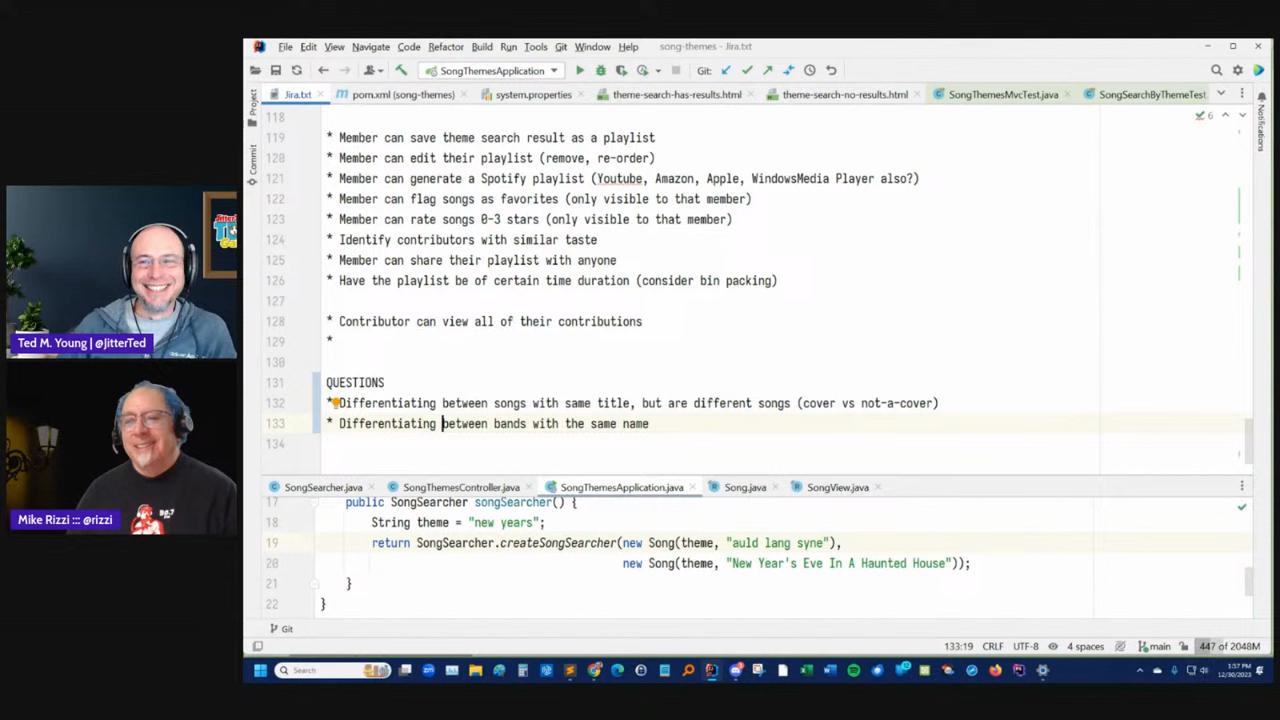 File Edit View Navigate Code Refactor Build Run Tools Git Window Help song-themes - Jira.txt
SongThemesApplication Git:
Jira.txt pom.xml (song-themes) system.properties theme-search-has-results.html theme-search-no-results.html SongThemesMvcTest.java SongSearchByThemeTest
Project
Commit
Notifications
6
118
119 * Member can save theme search result as a playlist
120 * Member can edit their playlist (remove, re-order)
121 * Member can generate a Spotify playlist (Youtube, Amazon, Apple, WindowsMedia Player also?)
122 * Member can flag songs as favorites (only visible to that member)
123 * Member can rate songs 0-3 stars (only visible to that member)
124 * Identify contributors with similar taste
125 * Member can share their playlist with anyone
126 * Have the playlist be of certain time duration (consider bin packing)
127
128 * Contributor can view all of their contributions
129 *
130
131 QUESTIONS
132 * Differentiating between songs with same title, but are different songs (cover vs not-a-cover)
133 * Differentiating between bands with the same name
134
SongSearcher.java SongThemesController.java SongThemesApplication.java Song.java SongView.java
17 public SongSearcher songSearcher() {
18 String theme = "new years";
19 return SongSearcher.createSongSearcher(new Song(theme, "auld lang syne"),
20 new Song(theme, "New Year's Eve In A Haunted House"));
21 }
22 }
Git
133:19 CRLF UTF-8 4 spaces main 447 of 2048M
Search
1:57 PM
12/30/2023
Ted M. Young | @JitterTed
Mike Rizzi ::: @rizzi